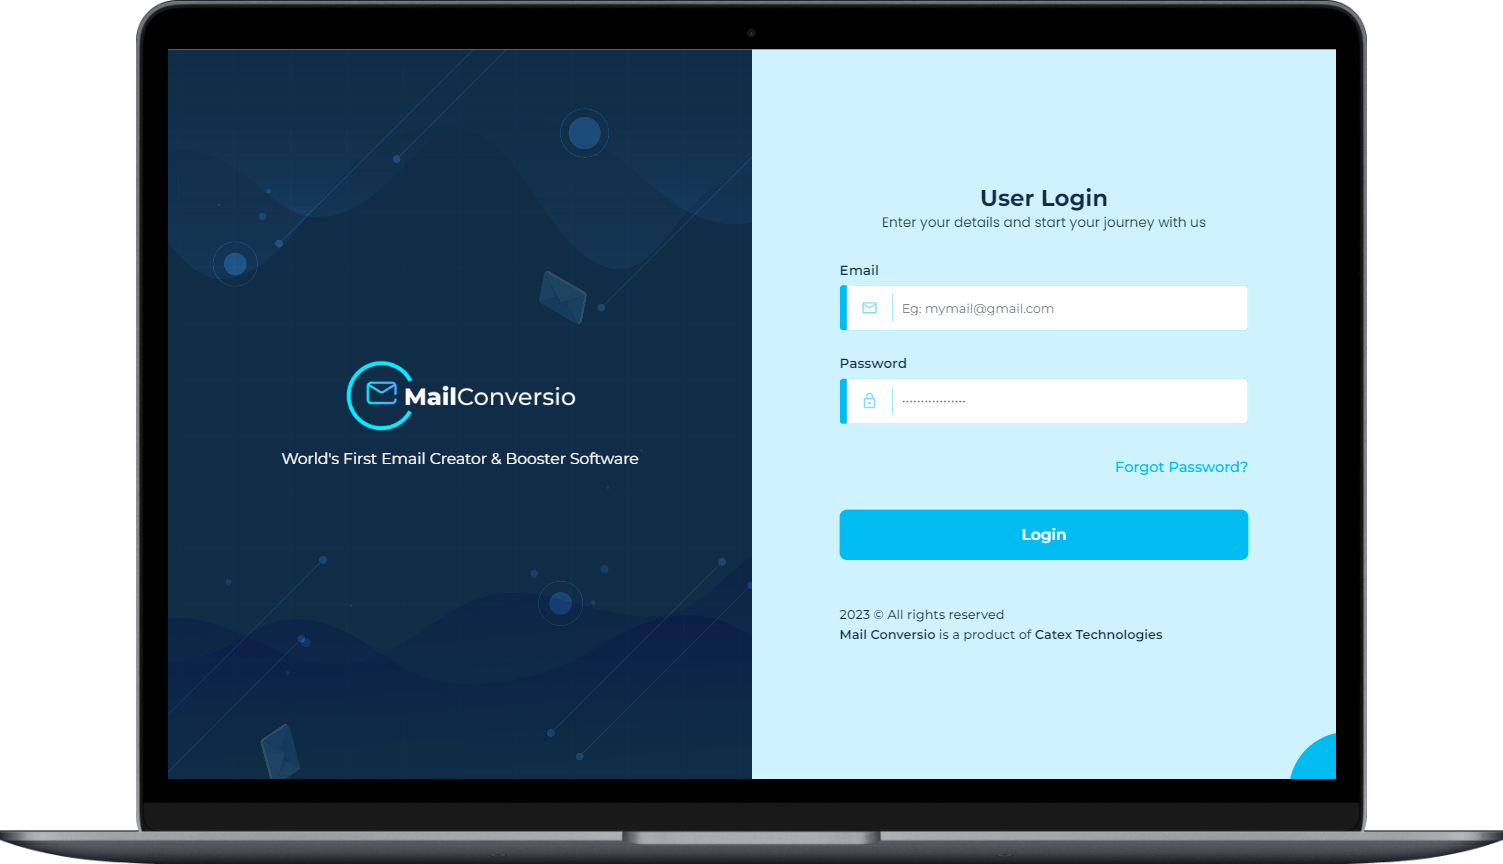 MailConversio
World's First Email Creator & Booster Software
User Login
Enter your details and start your journey with us
Email
Eg: mymail@gmail.com
Password
................
Forgot Password?
Login
2023 © All rights reserved
Mail Conversio is a product of Catex Technologies